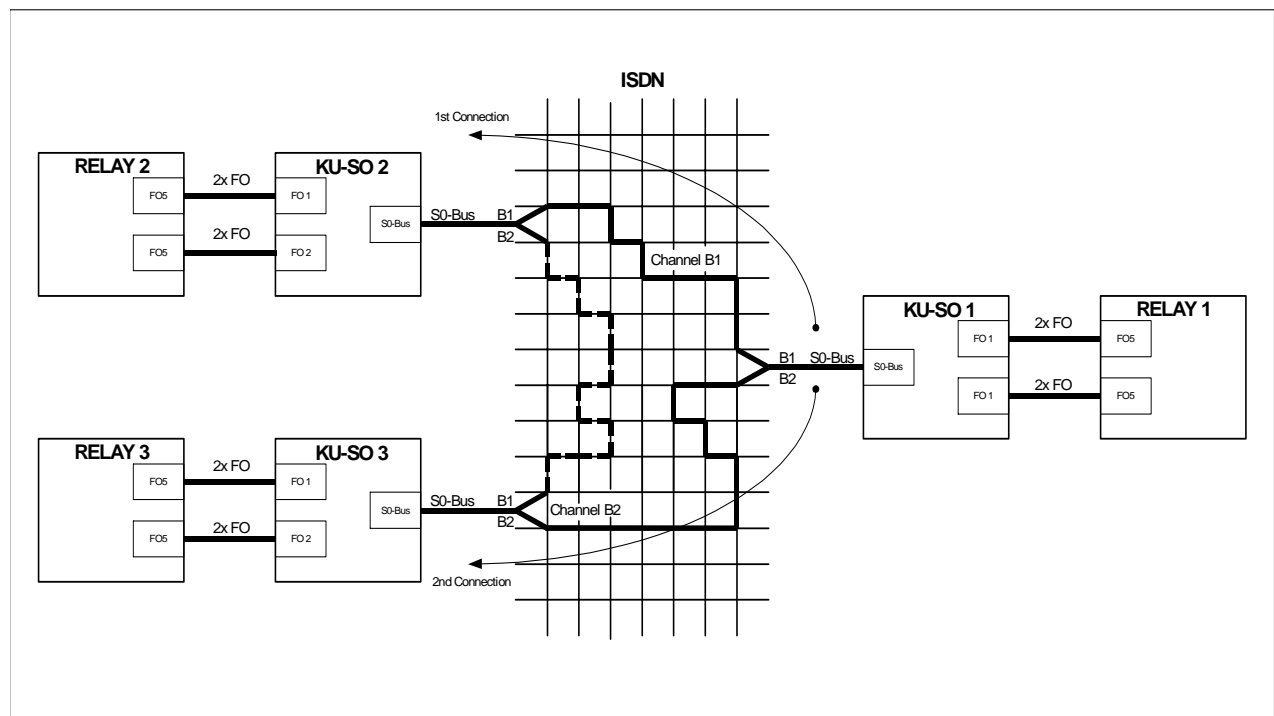 ISDN
1st Connection
RELAY 2
FO5
2x FO
FO5
2x FO
KU-SO 2
FO 1
FO 2
S0-Bus
S0-Bus
B1
B2
Channel B1
RELAY 3
FO5
2x FO
FO5
2x FO
KU-SO 3
FO 1
FO 2
S0-Bus
S0-Bus
B1
B2
Channel B2
2nd Connection
B1
B2
S0-Bus
KU-SO 1
S0-Bus
FO 1
FO 1
2x FO
2x FO
RELAY 1
FO5
FO5